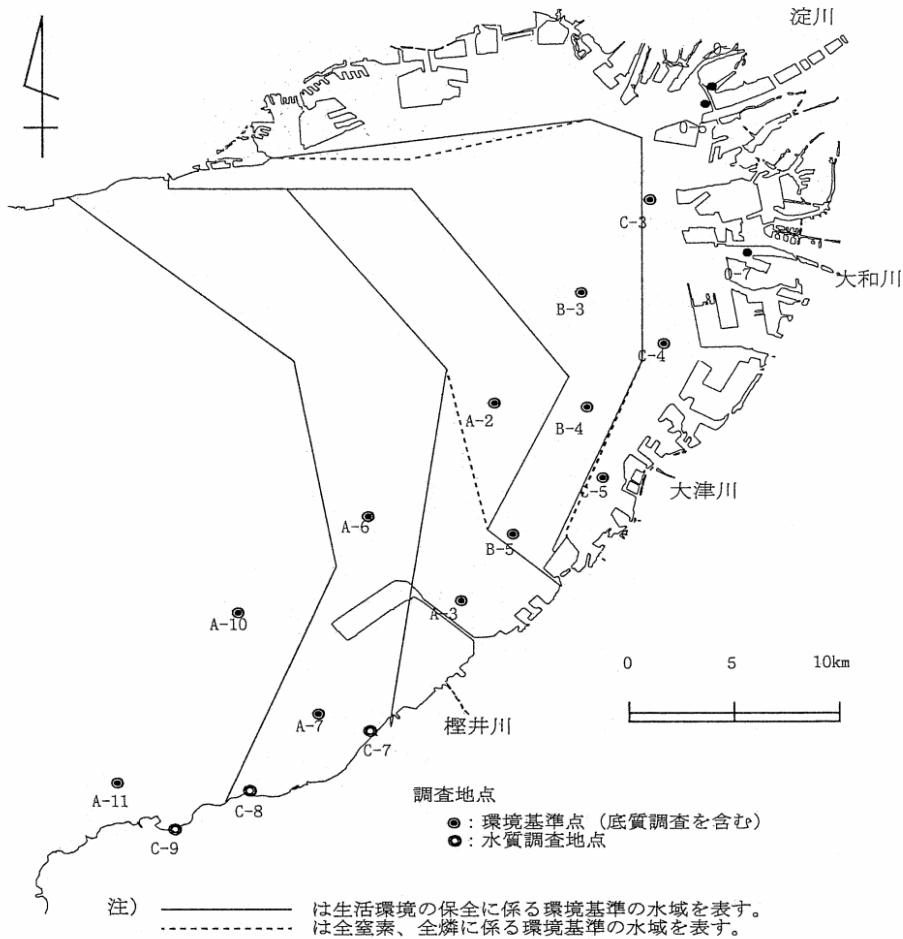 淀川
C-3
O-7
大和川
B-3
C-4
A-2
B-4
大津川
C-5
A-6
B-5
A-3
A-10
0 5 10km
A-7
C-7
樫井川
A-11
C-8
C-9
調査地点
◉：環境基準点（底質調査を含む）
○：水質調査地点
注） ―――― は生活環境の保全に係る環境基準の水域を表す。
------------ は全窒素、全燐に係る環境基準の水域を表す。